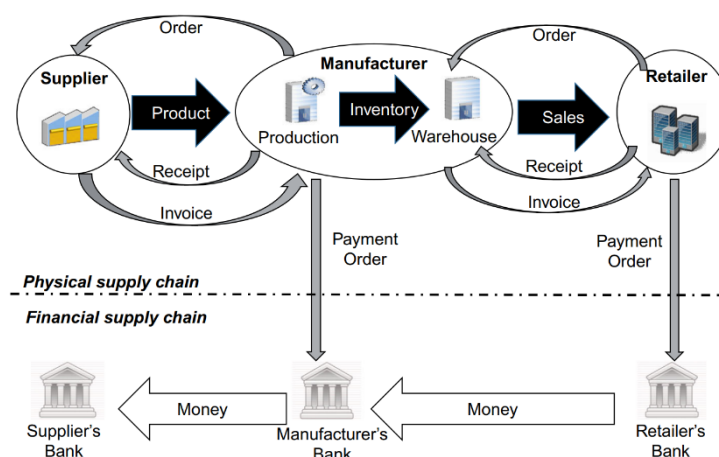 Order
Order
Supplier
Manufacturer
Retailer
Product
Inventory
Sales
Production
Warehouse
Receipt
Receipt
Invoice
Invoice
Payment
Order
Payment
Order
Physical supply chain
Financial supply chain
Money
Money
Supplier's
Bank
Manufacturer's
Bank
Retailer's
Bank